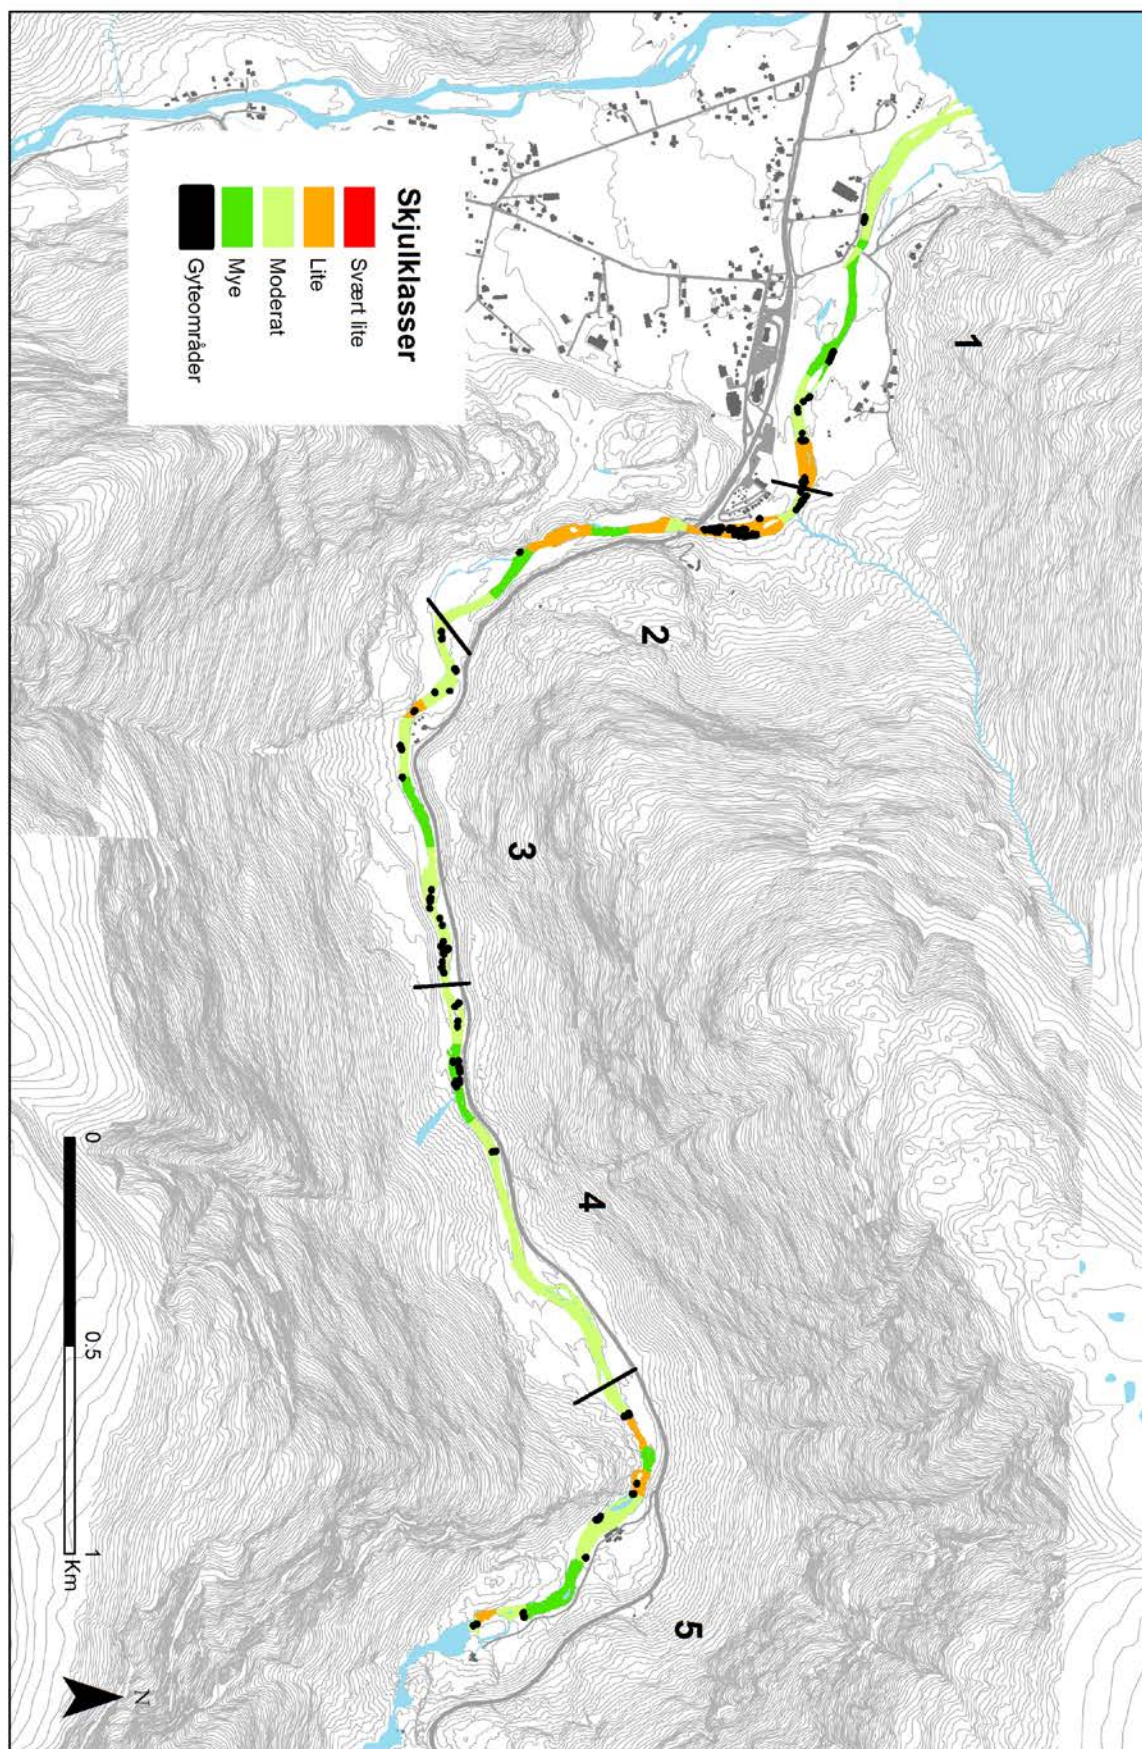 1
2
3
4
5
Skjulklasser
Svært lite
Lite
Moderat
Mye
Gyteområder
0 0.5 1
Km
N